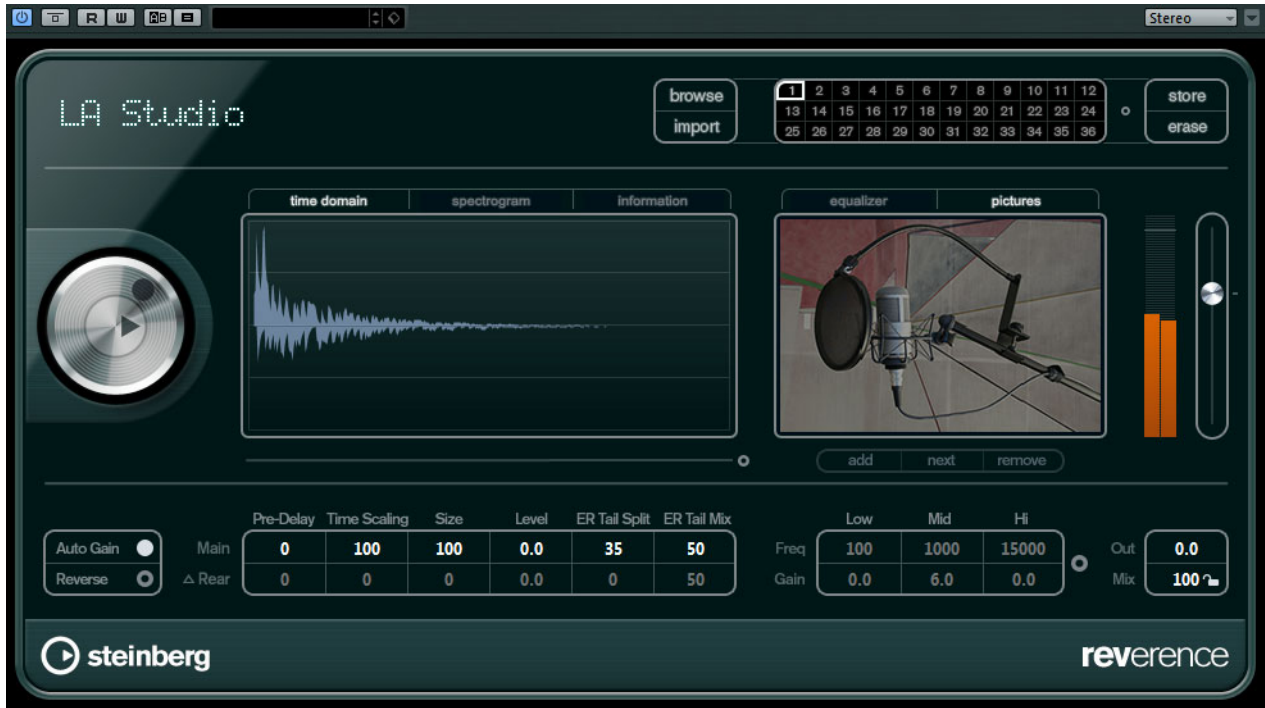 R W A B Stereo
LA Studio
browse
import
1 2 3 4 5 6 7 8 9 10 11 12
13 14 15 16 17 18 19 20 21 22 23 24
25 26 27 28 29 30 31 32 33 34 35 36
store
erase
time domain spectrogram information
equalizer pictures
add next remove
Pre-Delay Time Scaling Size Level ER Tail Split ER Tail Mix
Low Mid Hi
Auto Gain Main 0 100 100 0.0 35 50 Freq 100 1000 15000 Out 0.0
Reverse △ Rear 0 0 0 0.0 0 50 Gain 0.0 6.0 0.0 Mix 100
steinberg reverence